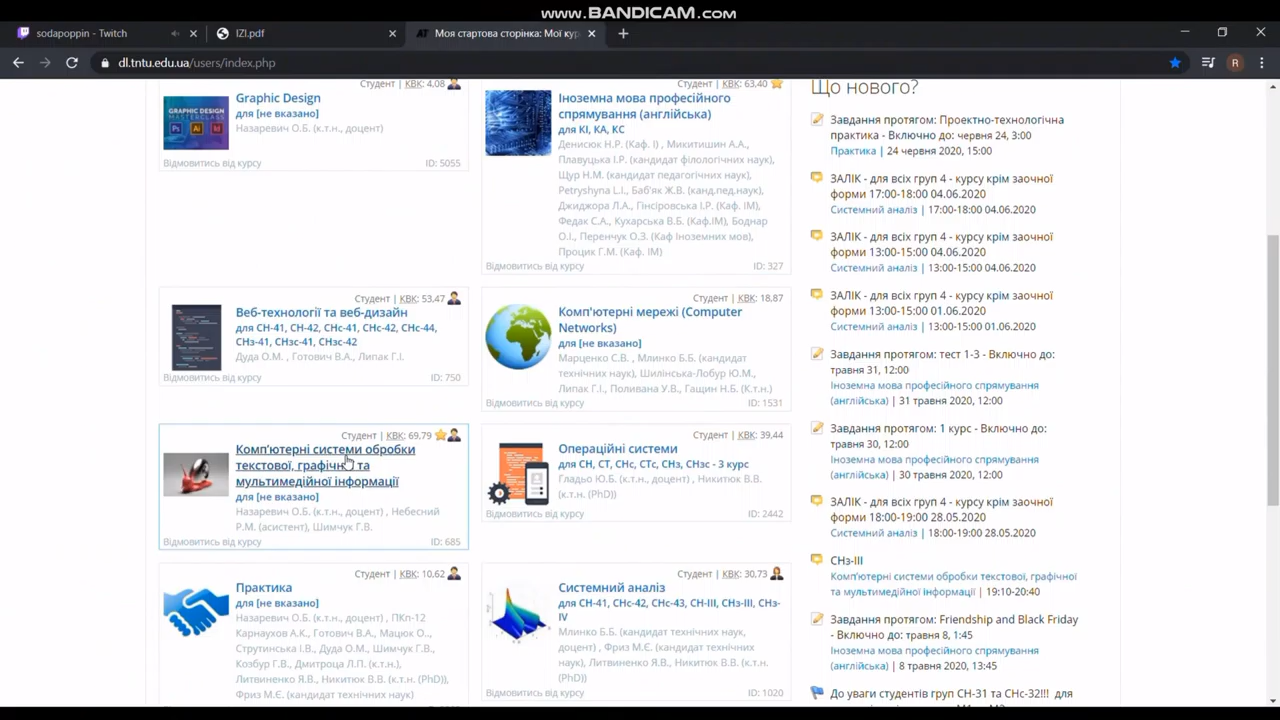 www.BANDICAM.com
sodapoppin - Twitch
IZI.pdf
Моя стартова сторінка: Мої кур
dl.tntu.edu.ua/users/index.php
R
Студент | КВК: 4,08
Graphic Design
для [не вказано]
Назаревич О.Б. (к.т.н., доцент)
Відмовитись від курсу
ID: 5055
Студент | КВК: 63,40
Іноземна мова професійного
спрямування (англійська)
для КІ, КА, КС
Денисюк Н.Р. (Каф. І) , Микитишин А.А.,
Плавуцька І.Р. (кандидат філологічних наук),
Щур Н.М. (кандидат педагогічних наук),
Petryshyna L.I., Баб'як Ж.В. (канд.пед.наук),
Джиджора Л.А., Гінсіровська І.Р. (Каф. ІМ),
Федак С.А., Кухарська В.Б. (Каф.ІМ), Боднар
О.І., Перенчук О.З. (Каф Іноземних мов),
Процик Г.М. (Каф. ІМ)
Відмовитись від курсу
ID: 327
Студент | КВК: 53,47
Веб-технології та веб-дизайн
для СН-41, СН-42, СНс-41, СНс-42, СНс-44,
СНз-41, СНзс-41, СНзс-42
Дуда О.М. , Готович В.А., Липак Г.І.
Відмовитись від курсу
ID: 750
Студент | КВК: 18,87
Комп'ютерні мережі (Computer
Networks)
для [не вказано]
Марценко С.В. , Млинко Б.Б. (кандидат
технічних наук), Шилінська-Лобур Ю.М.,
Липак Г.І., Поливана У.В., Гащин Н.Б. (К.т.н)
Відмовитись від курсу
ID: 1531
Студент | КВК: 69,79
Комп'ютерні системи обробки
текстової, графічної та
мультимедійної інформації
для [не вказано]
Назаревич О.Б. (к.т.н., доцент) , Небесний
Р.М. (асистент), Шимчук Г.В.
Відмовитись від курсу
ID: 685
Студент | КВК: 39,44
Операційні системи
для СН, СТ, СНс, СТс, СНз, СНзс - 3 курс
Гладьо Ю.Б. (к.т.н., доцент) , Никитюк В.В.
(к.т.н. (PhD))
Відмовитись від курсу
ID: 2442
Студент | КВК: 10,62
Практика
для [не вказано]
Назаревич О.Б. (к.т.н., доцент) , ПКп-12
Карнаухов А.К., Готович В.А., Мацюк О..,
Струтинська І.В., Дуда О.М., Шимчук Г.В.,
Козбур Г.В., Дмитроца Л.П. (к.т.н.),
Литвиненко Я.В., Никитюк В.В. (к.т.н. (PhD)),
Фриз М.Є. (кандидат технічних наук)
Студент | КВК: 30,73
Системний аналіз
для СН-41, СНс-42, СНс-43, СН-ІІІ, СНз-ІІІ, СНз-
IV
Млинко Б.Б. (кандидат технічних наук,
доцент) , Фриз М.Є. (кандидат технічних
наук), Литвиненко Я.В., Никитюк В.В. (к.т.н.
(PhD))
Відмовитись від курсу
ID: 1020
Що нового?
Завдання протягом: Проектно-технологічна
практика - Включно до: червня 24, 3:00
Практика | 24 червня 2020, 15:00
ЗАЛІК - для всіх груп 4 - курсу крім заочної
форми 17:00-18:00 04.06.2020
Системний аналіз | 17:00-18:00 04.06.2020
ЗАЛІК - для всіх груп 4 - курсу крім заочної
форми 13:00-15:00 04.06.2020
Системний аналіз | 13:00-15:00 04.06.2020
ЗАЛІК - для всіх груп 4 - курсу крім заочної
форми 13:00-15:00 01.06.2020
Системний аналіз | 13:00-15:00 01.06.2020
Завдання протягом: тест 1-3 - Включно до:
травня 31, 12:00
Іноземна мова професійного спрямування
(англійська) | 31 травня 2020, 12:00
Завдання протягом: 1 курс - Включно до:
травня 30, 12:00
Іноземна мова професійного спрямування
(англійська) | 30 травня 2020, 12:00
ЗАЛІК - для всіх груп 4 - курсу крім заочної
форми 18:00-19:00 28.05.2020
Системний аналіз | 18:00-19:00 28.05.2020
СНз-ІІІ
Комп'ютерні системи обробки текстової, графічної
та мультимедійної інформації | 19:10-20:40
Завдання протягом: Friendship and Black Friday
- Включно до: травня 8, 1:45
Іноземна мова професійного спрямування
(англійська) | 8 травня 2020, 13:45
До уваги студентів груп СН-31 та СНс-32!!! для